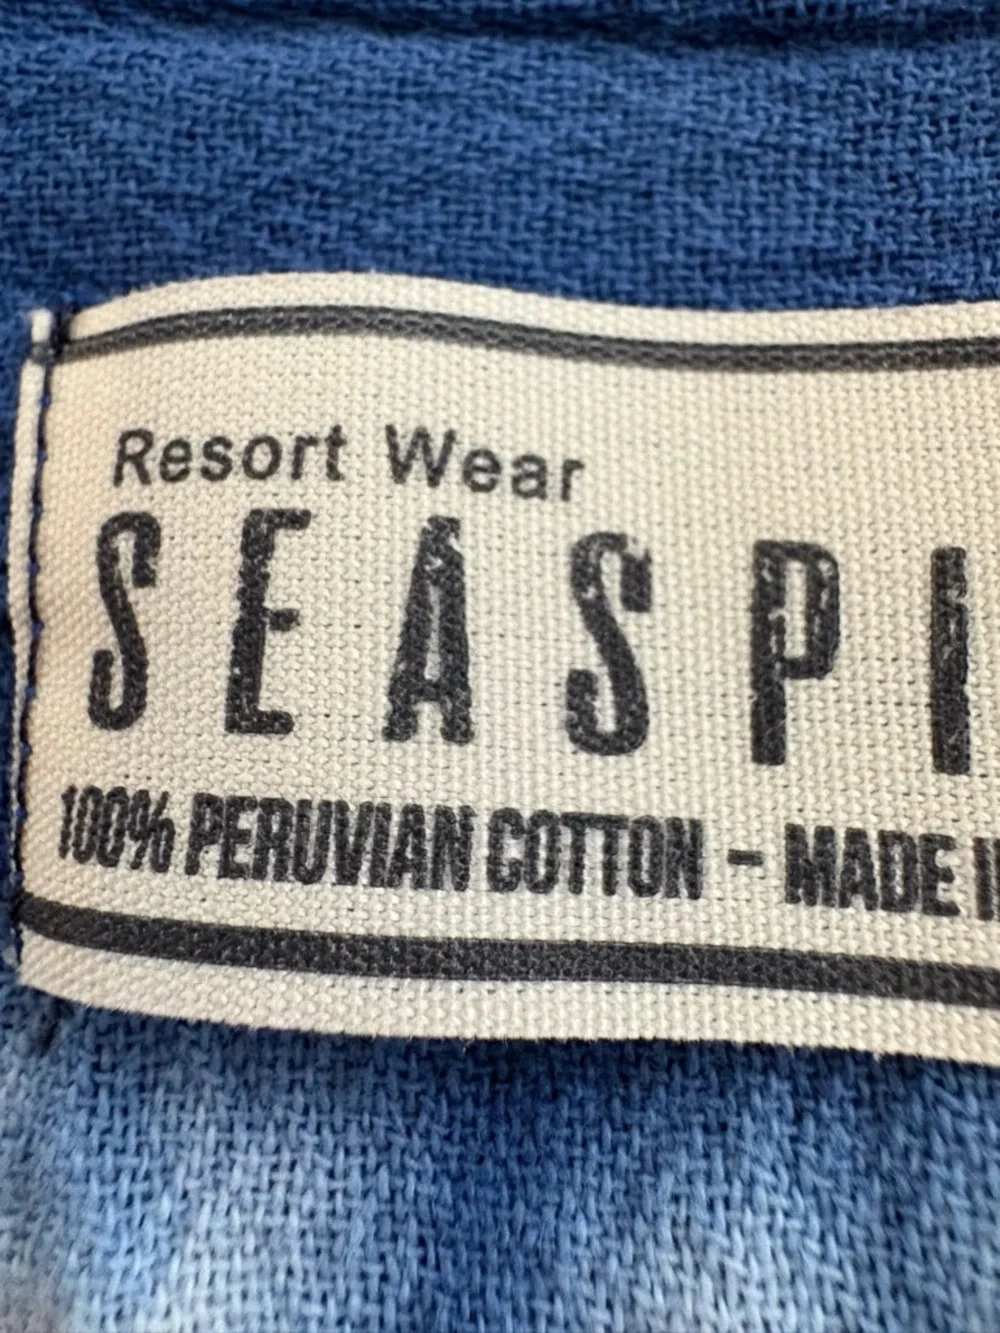 Resort Wear
SEASPI
100% PERUVIAN COTTON - MADE